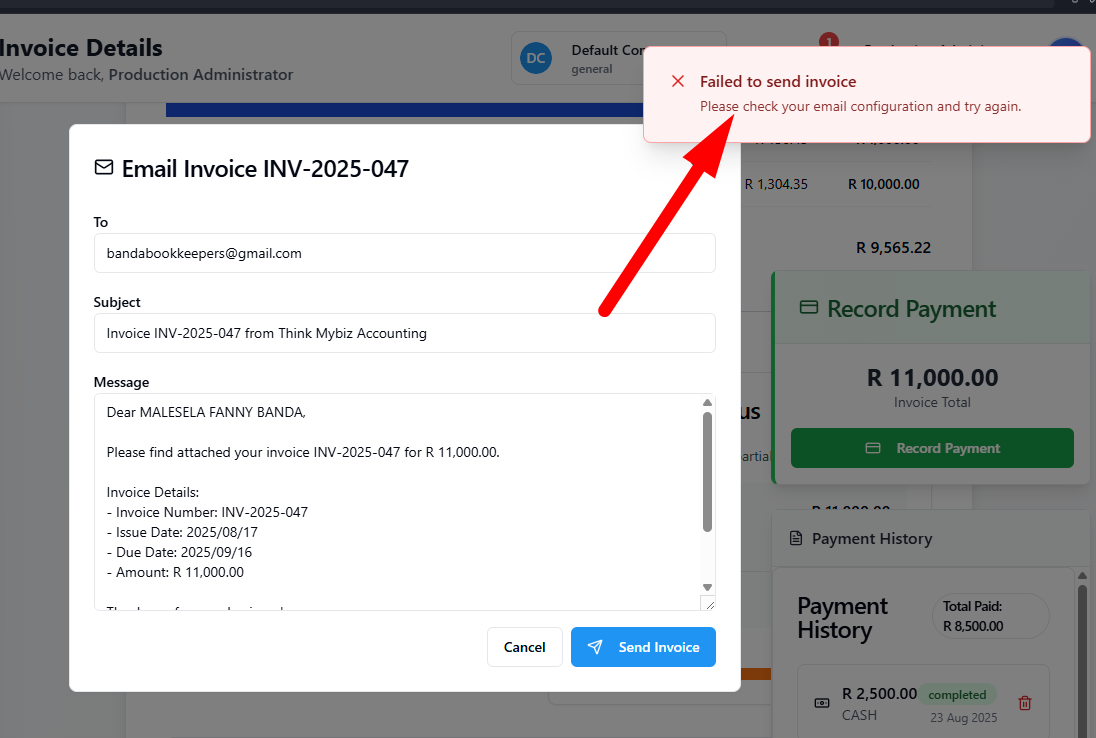 Invoice Details
Welcome back, Production Administrator
DC
Default Con
general
1
Failed to send invoice
Please check your email configuration and try again.
R 1,304.35 R 10,000.00
R 9,565.22
Email Invoice INV-2025-047
To
bandabookkeepers@gmail.com
Subject
Invoice INV-2025-047 from Think Mybiz Accounting
Message
Dear MALESELA FANNY BANDA,
Please find attached your invoice INV-2025-047 for R 11,000.00.
Invoice Details:
- Invoice Number: INV-2025-047
- Issue Date: 2025/08/17
- Due Date: 2025/09/16
- Amount: R 11,000.00
Cancel
Send Invoice
Record Payment
R 11,000.00
Invoice Total
Record Payment
us
artial
R 11,000.00
Payment History
Payment
History
Total Paid:
R 8,500.00
R 2,500.00 completed
CASH
23 Aug 2025